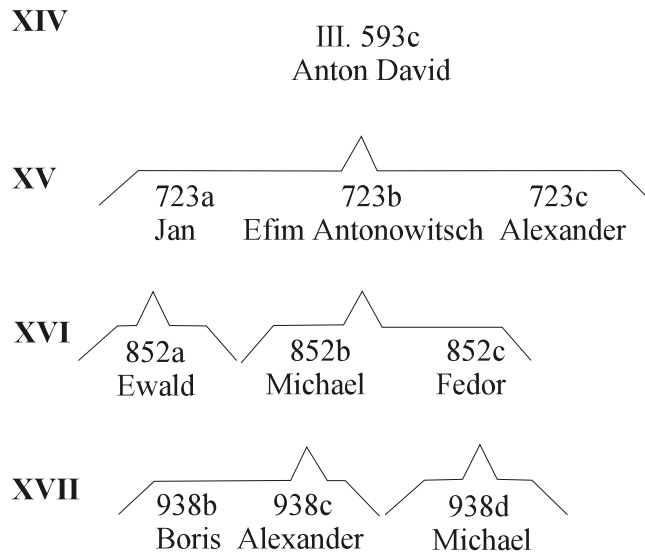 XIV
III. 593c
Anton David
XV
723a 723b 723c
Jan Efim Antonowitsch Alexander
XVI
852a 852b 852c
Ewald Michael Fedor
XVII
938b 938c 938d
Boris Alexander Michael